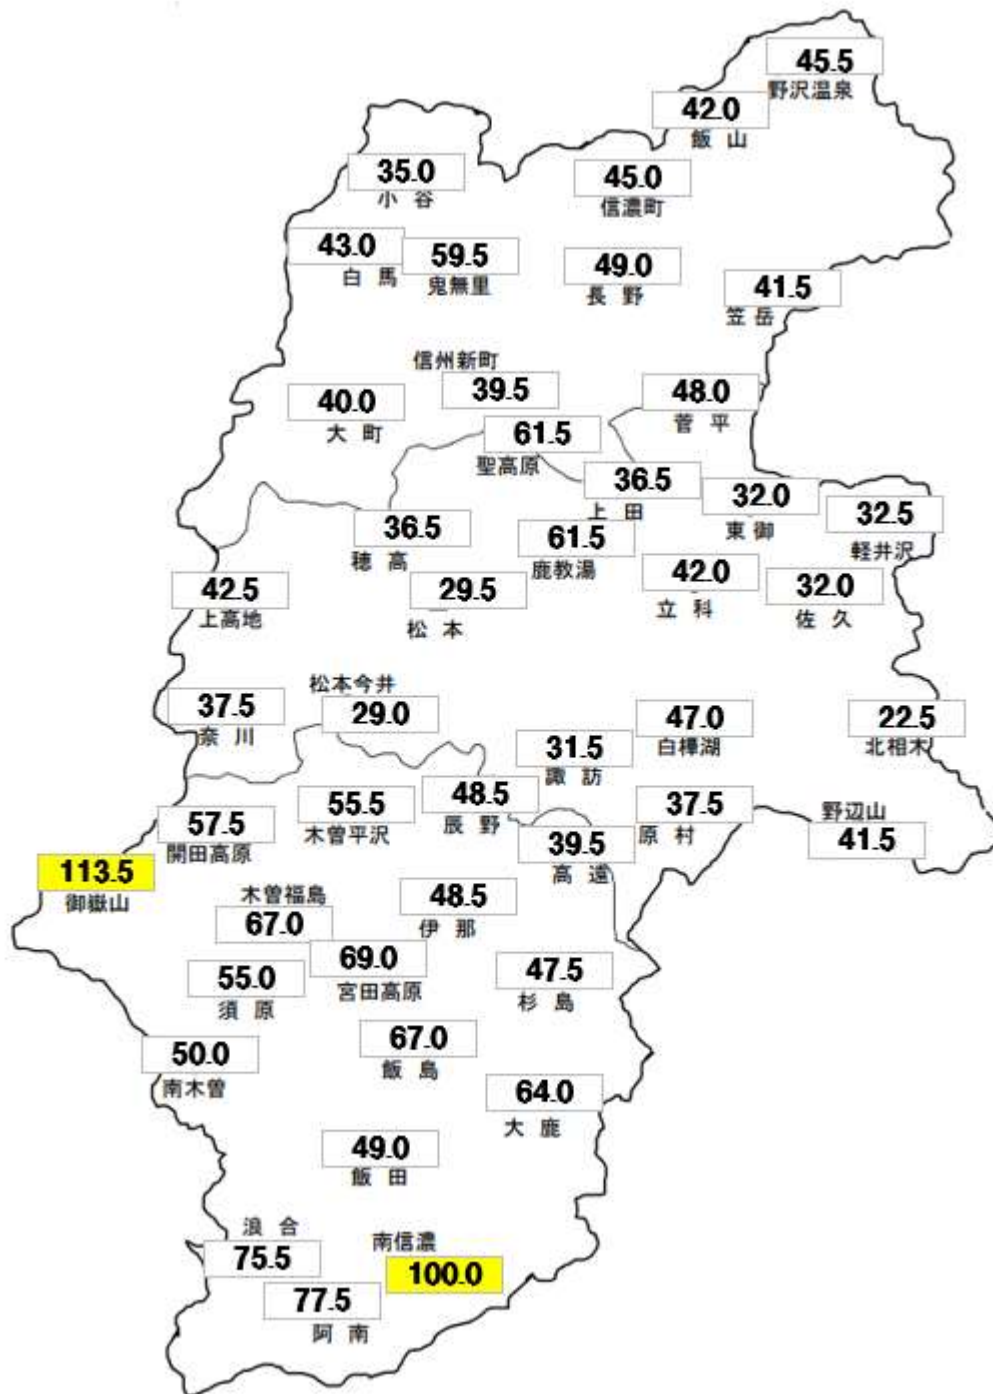 45.5
野沢温泉
42.0
飯山
35.0
小谷
45.0
信濃町
43.0
白馬
59.5
鬼無里
49.0
長野
41.5
笠岳
信州新町
39.5
40.0
大町
48.0
菅平
61.5
聖高原
36.5
上田
32.0
東御
32.5
軽井沢
36.5
穂高
61.5
鹿教湯
42.5
上高地
29.5
松本
42.0
立科
32.0
佐久
37.5
奈川
松本今井
29.0
47.0
白樺湖
22.5
北相木
31.5
諏訪
57.5
開田高原
55.5
木曽平沢
48.5
辰野
39.5
高遠
37.5
原村
野辺山
41.5
113.5
御嶽山
木曽福島
67.0
48.5
伊那
55.0
須原
69.0
宮田高原
47.5
杉島
50.0
南木曽
67.0
飯島
64.0
大鹿
49.0
飯田
浪合
75.5
南信濃
100.0
77.5
阿南